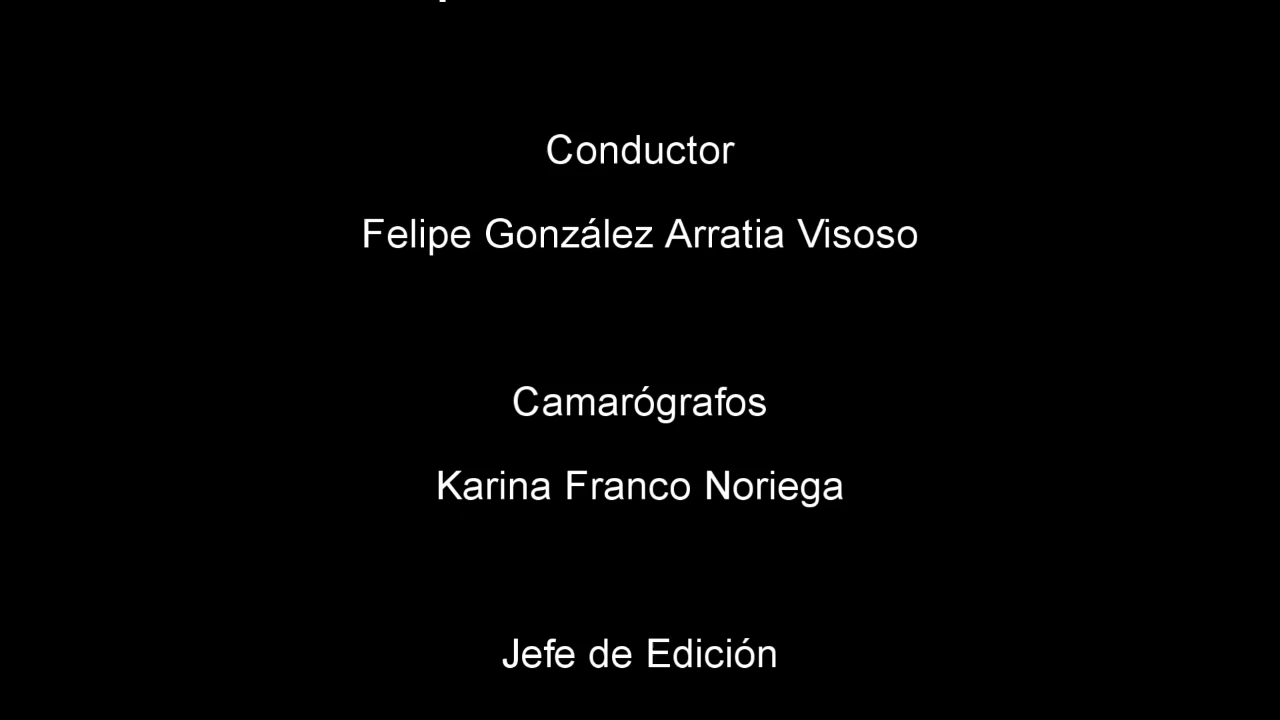 Conductor
Felipe González Arratia Visoso
Camarógrafos
Karina Franco Noriega
Jefe de Edición